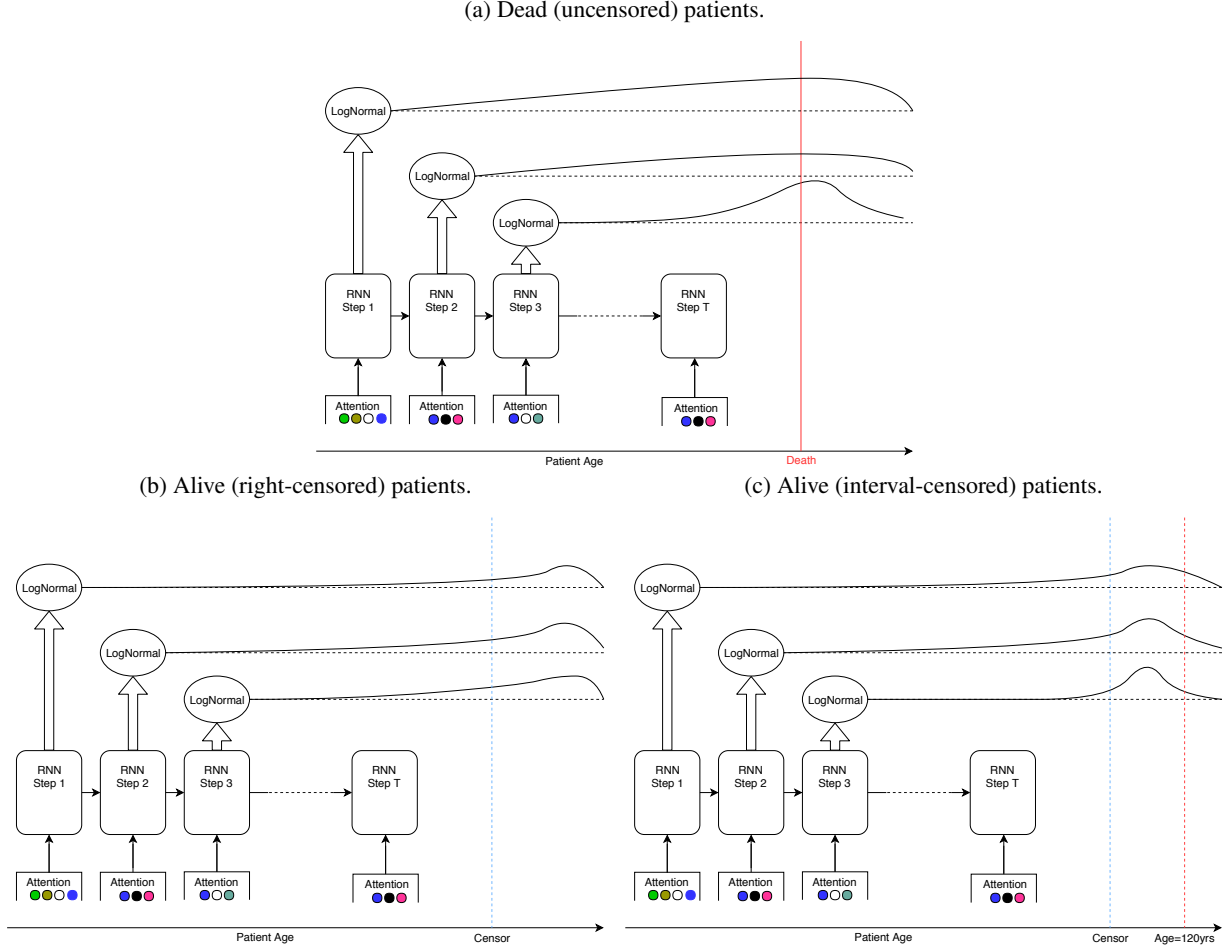 (a) Dead (uncensored) patients.
LogNormal
LogNormal
LogNormal
RNN
Step 1
RNN
Step 2
RNN
Step 3
RNN
Step T
Attention
Attention
Attention
Attention
Patient Age
Death
(b) Alive (right-censored) patients.
LogNormal
LogNormal
LogNormal
RNN
Step 1
RNN
Step 2
RNN
Step 3
RNN
Step T
Attention
Attention
Attention
Attention
Patient Age
Censor
(c) Alive (interval-censored) patients.
LogNormal
LogNormal
LogNormal
RNN
Step 1
RNN
Step 2
RNN
Step 3
RNN
Step T
Attention
Attention
Attention
Attention
Patient Age
Censor
Age=120yrs